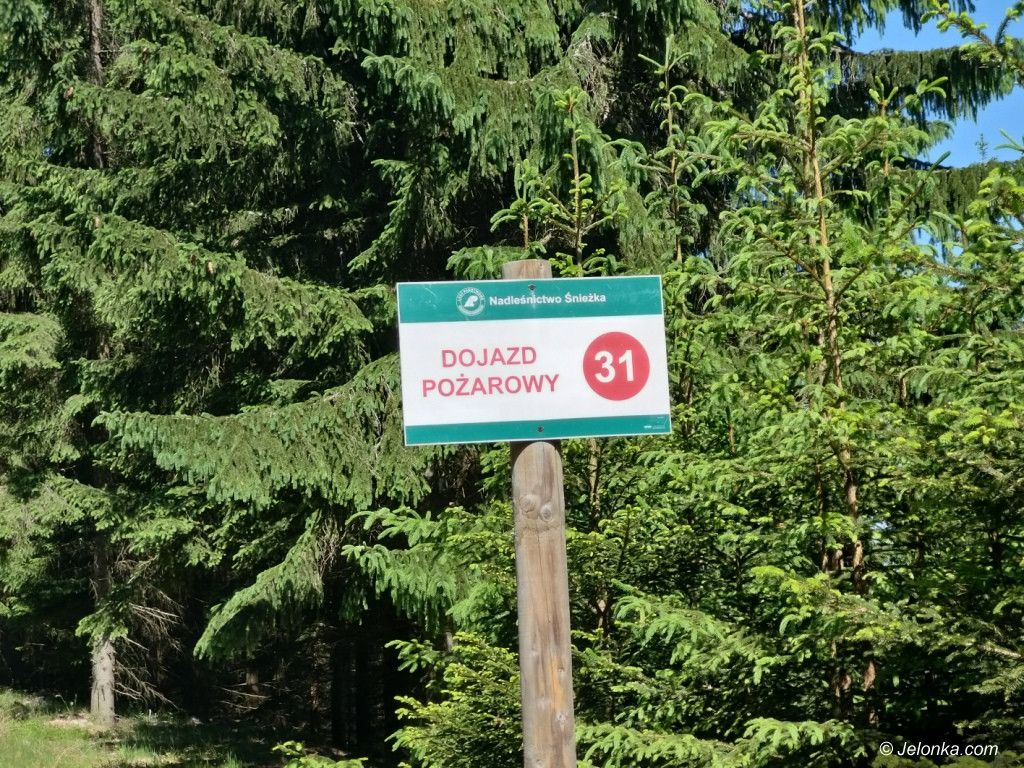 Nadleśnictwo Śnieżka
DOJAZD
POŻAROWY
31
© Jelonka.com